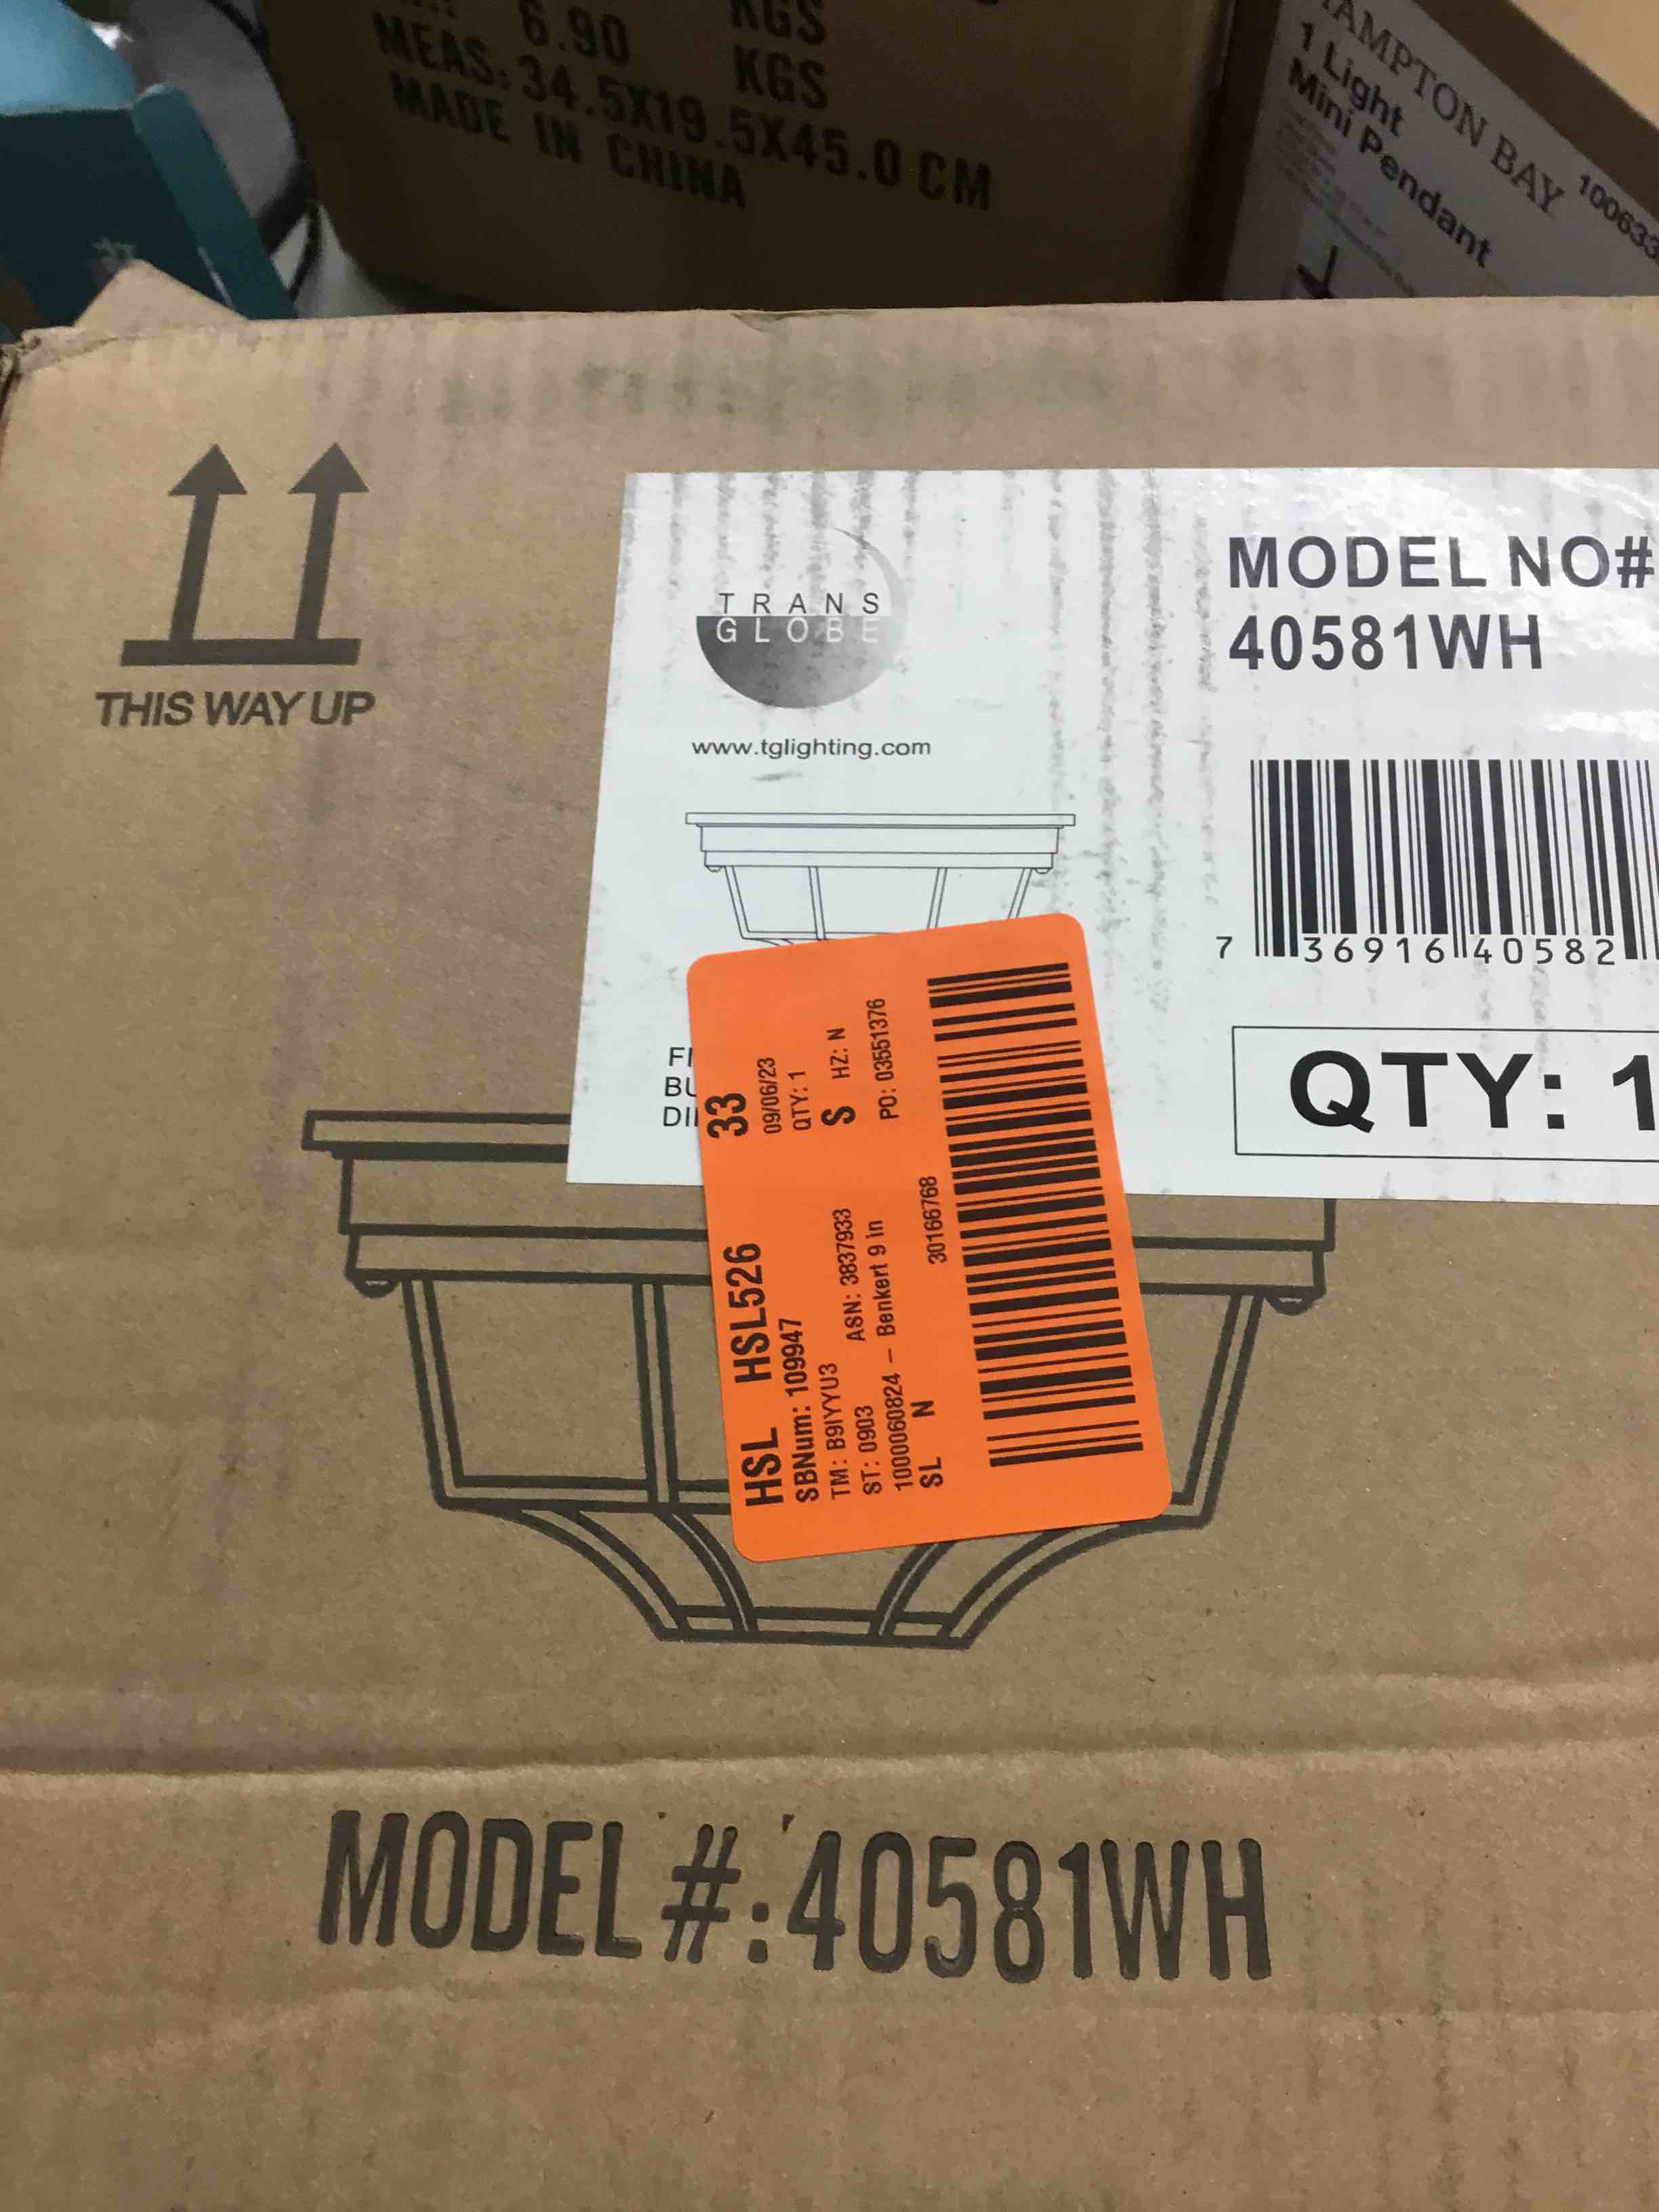 6.90 KGS
KGS
MEAS:34.5X19.5X45.0 CM
MADE IN CHINA
HAMPTON BAY
1 Light
Mini Pendant
THIS WAY UP
TRANS
GLOBE
www.tglighting.com
MODEL NO#
40581WH
7 36916 40582
QTY: 1
HSL HSL526 33
SBNum: 109947 09/06/23
TM: B9IYYU3 QTY: 1
ST: 0903 ASN: 3837933 S HZ: N
1000060824 – Benkert 9 in PO: 03551376
SL N 30166768
MODEL#:40581WH